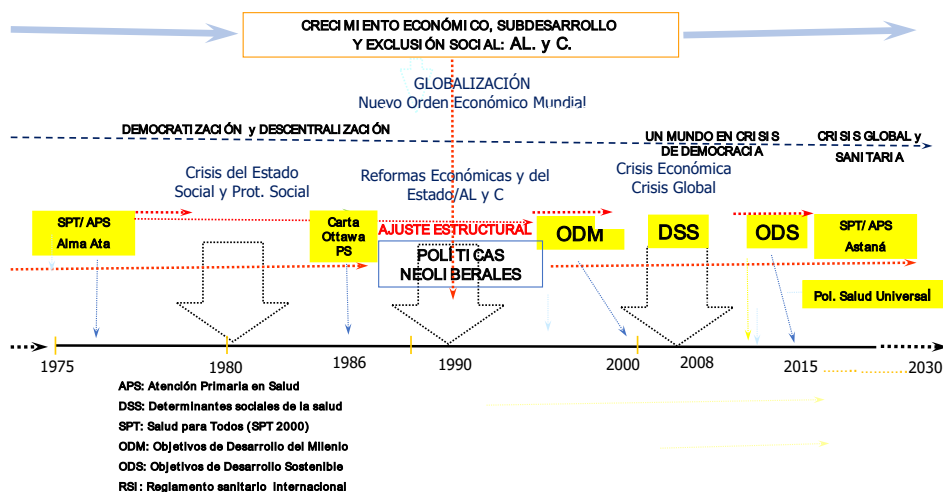 CRECIMIENTO ECONÓMICO, SUBDESARROLLO
Y EXCLUSIÓN SOCIAL: AL. y C.
GLOBALIZACIÓN
Nuevo Orden Económico Mundial
DEMOCRATIZACIÓN y DESCENTRALIZACIÓN
UN MUNDO EN CRISIS
DE DEMOCRACIA
CRISIS GLOBAL y
SANITARIA
Crisis del Estado
Social y Prot. Social
Reformas Económicas y del
Estado/AL y C
Crisis Económica
Crisis Global
SPT/ APS
Alma Ata
Carta
Ottawa
PS
AJUSTE ESTRUCTURAL
POLÍTICAS
NEOLIBERALES
ODM
DSS
ODS
SPT/ APS
Astaná
Pol. Salud Universal
1975
1980
1986
1990
2000
2008
2015
2030
APS: Atención Primaria en Salud
DSS: Determinantes sociales de la salud
SPT: Salud para Todos (SPT 2000)
ODM: Objetivos de Desarrollo del Milenio
ODS: Objetivos de Desarrollo Sostenible
RSI: Reglamento sanitario Internacional